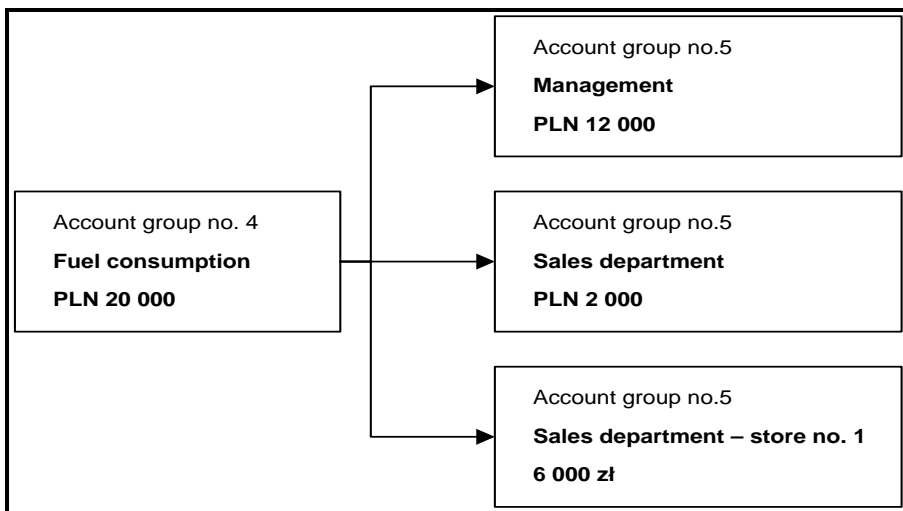 Account group no.5
Management
PLN 12 000
Account group no. 4
Fuel consumption
PLN 20 000
Account group no.5
Sales department
PLN 2 000
Account group no.5
Sales department – store no. 1
6 000 zł